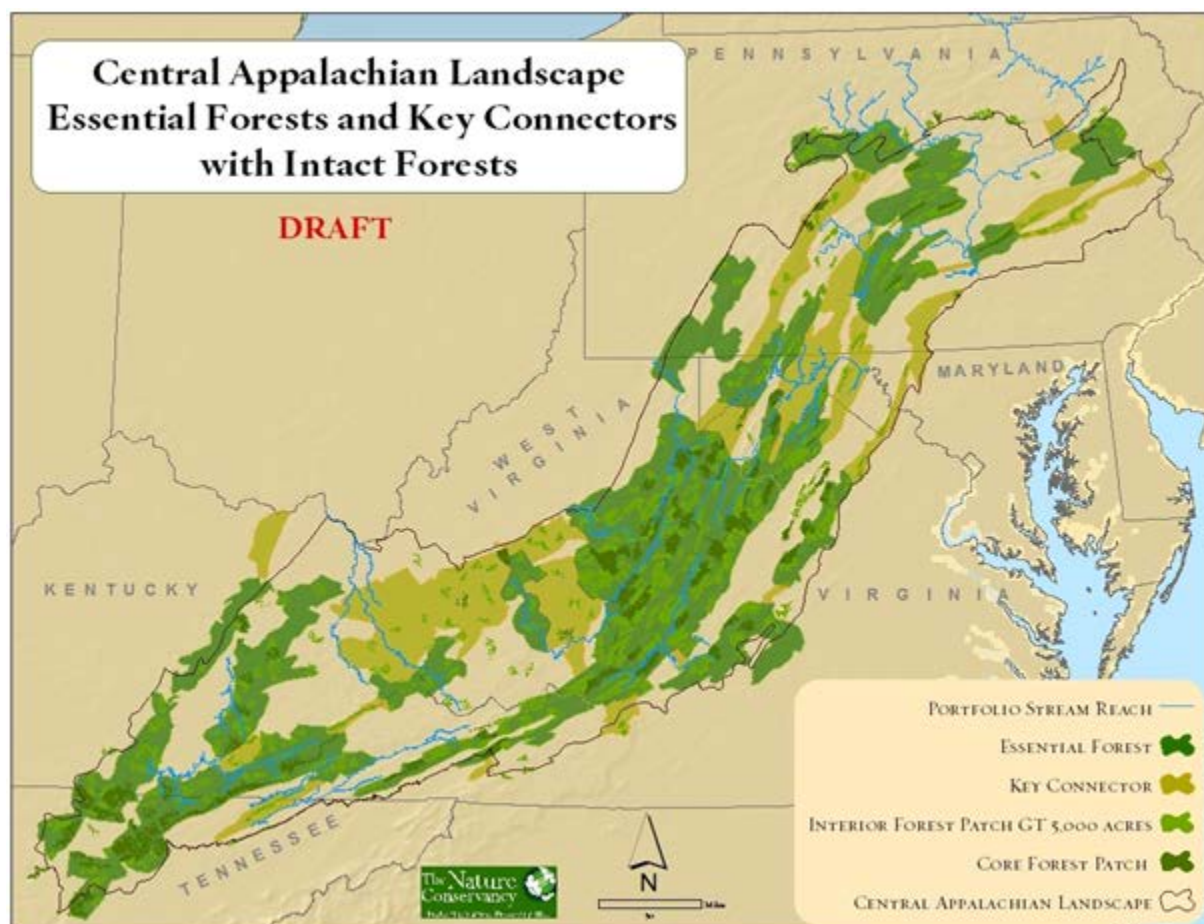 Central Appalachian Landscape
Essential Forests and Key Connectors
with Intact Forests
DRAFT
PENNSYLVANIA
MARYLAND
WEST
VIRGINIA
KENTUCKY
VIRGINIA
TENNESSEE
Portfolio Stream Reach
Essential Forest
Key Connector
Interior Forest Patch GT 5,000 acres
Core Forest Patch
Central Appalachian Landscape
The Nature
Conservancy
N
Miles